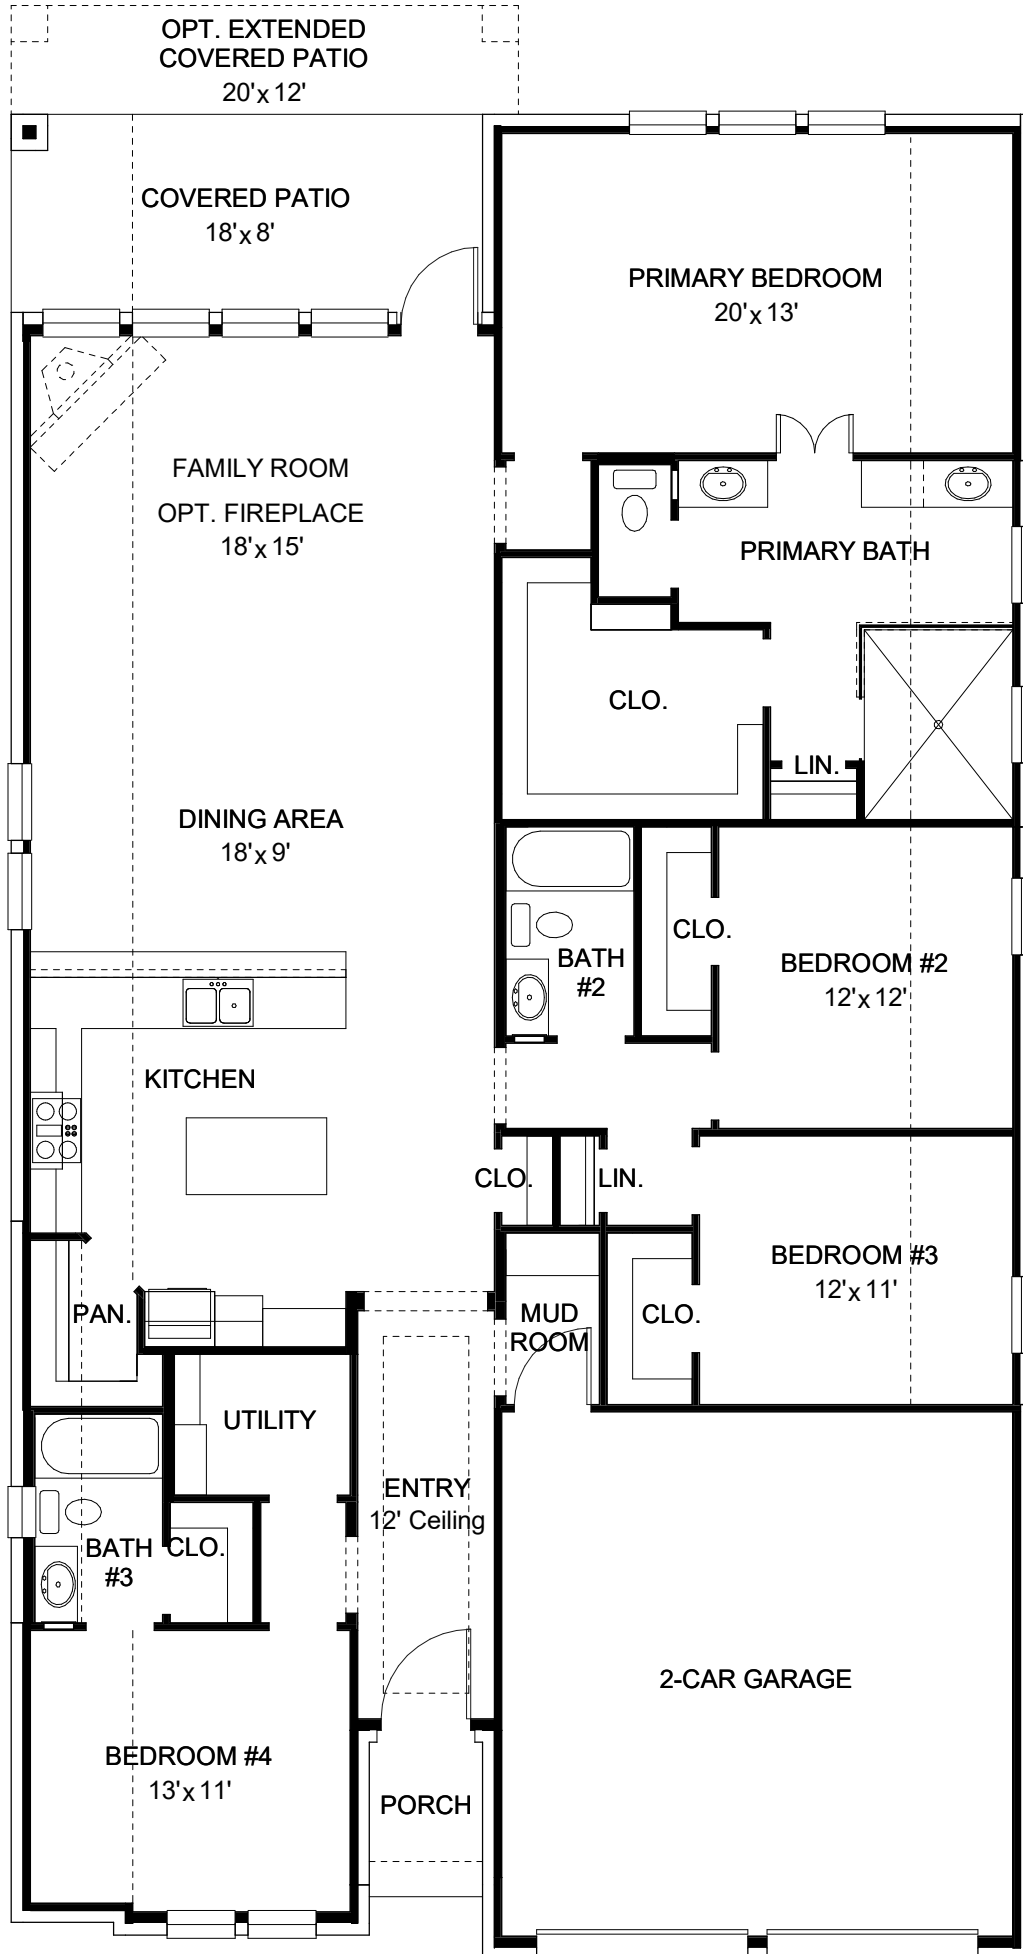 OPT. EXTENDED
COVERED PATIO
20'x 12'
COVERED PATIO
18'x 8'
PRIMARY BEDROOM
20'x 13'
FAMILY ROOM
OPT. FIREPLACE
18'x 15'
PRIMARY BATH
CLO.
LIN.
DINING AREA
18'x 9'
CLO.
BATH
#2
BEDROOM #2
12'x 12'
KITCHEN
CLO.
LIN.
BEDROOM #3
12'x 11'
PAN.
MUD
ROOM
CLO.
UTILITY
ENTRY
12' Ceiling
BATH
#3
CLO.
2-CAR GARAGE
BEDROOM #4
13'x 11'
PORCH